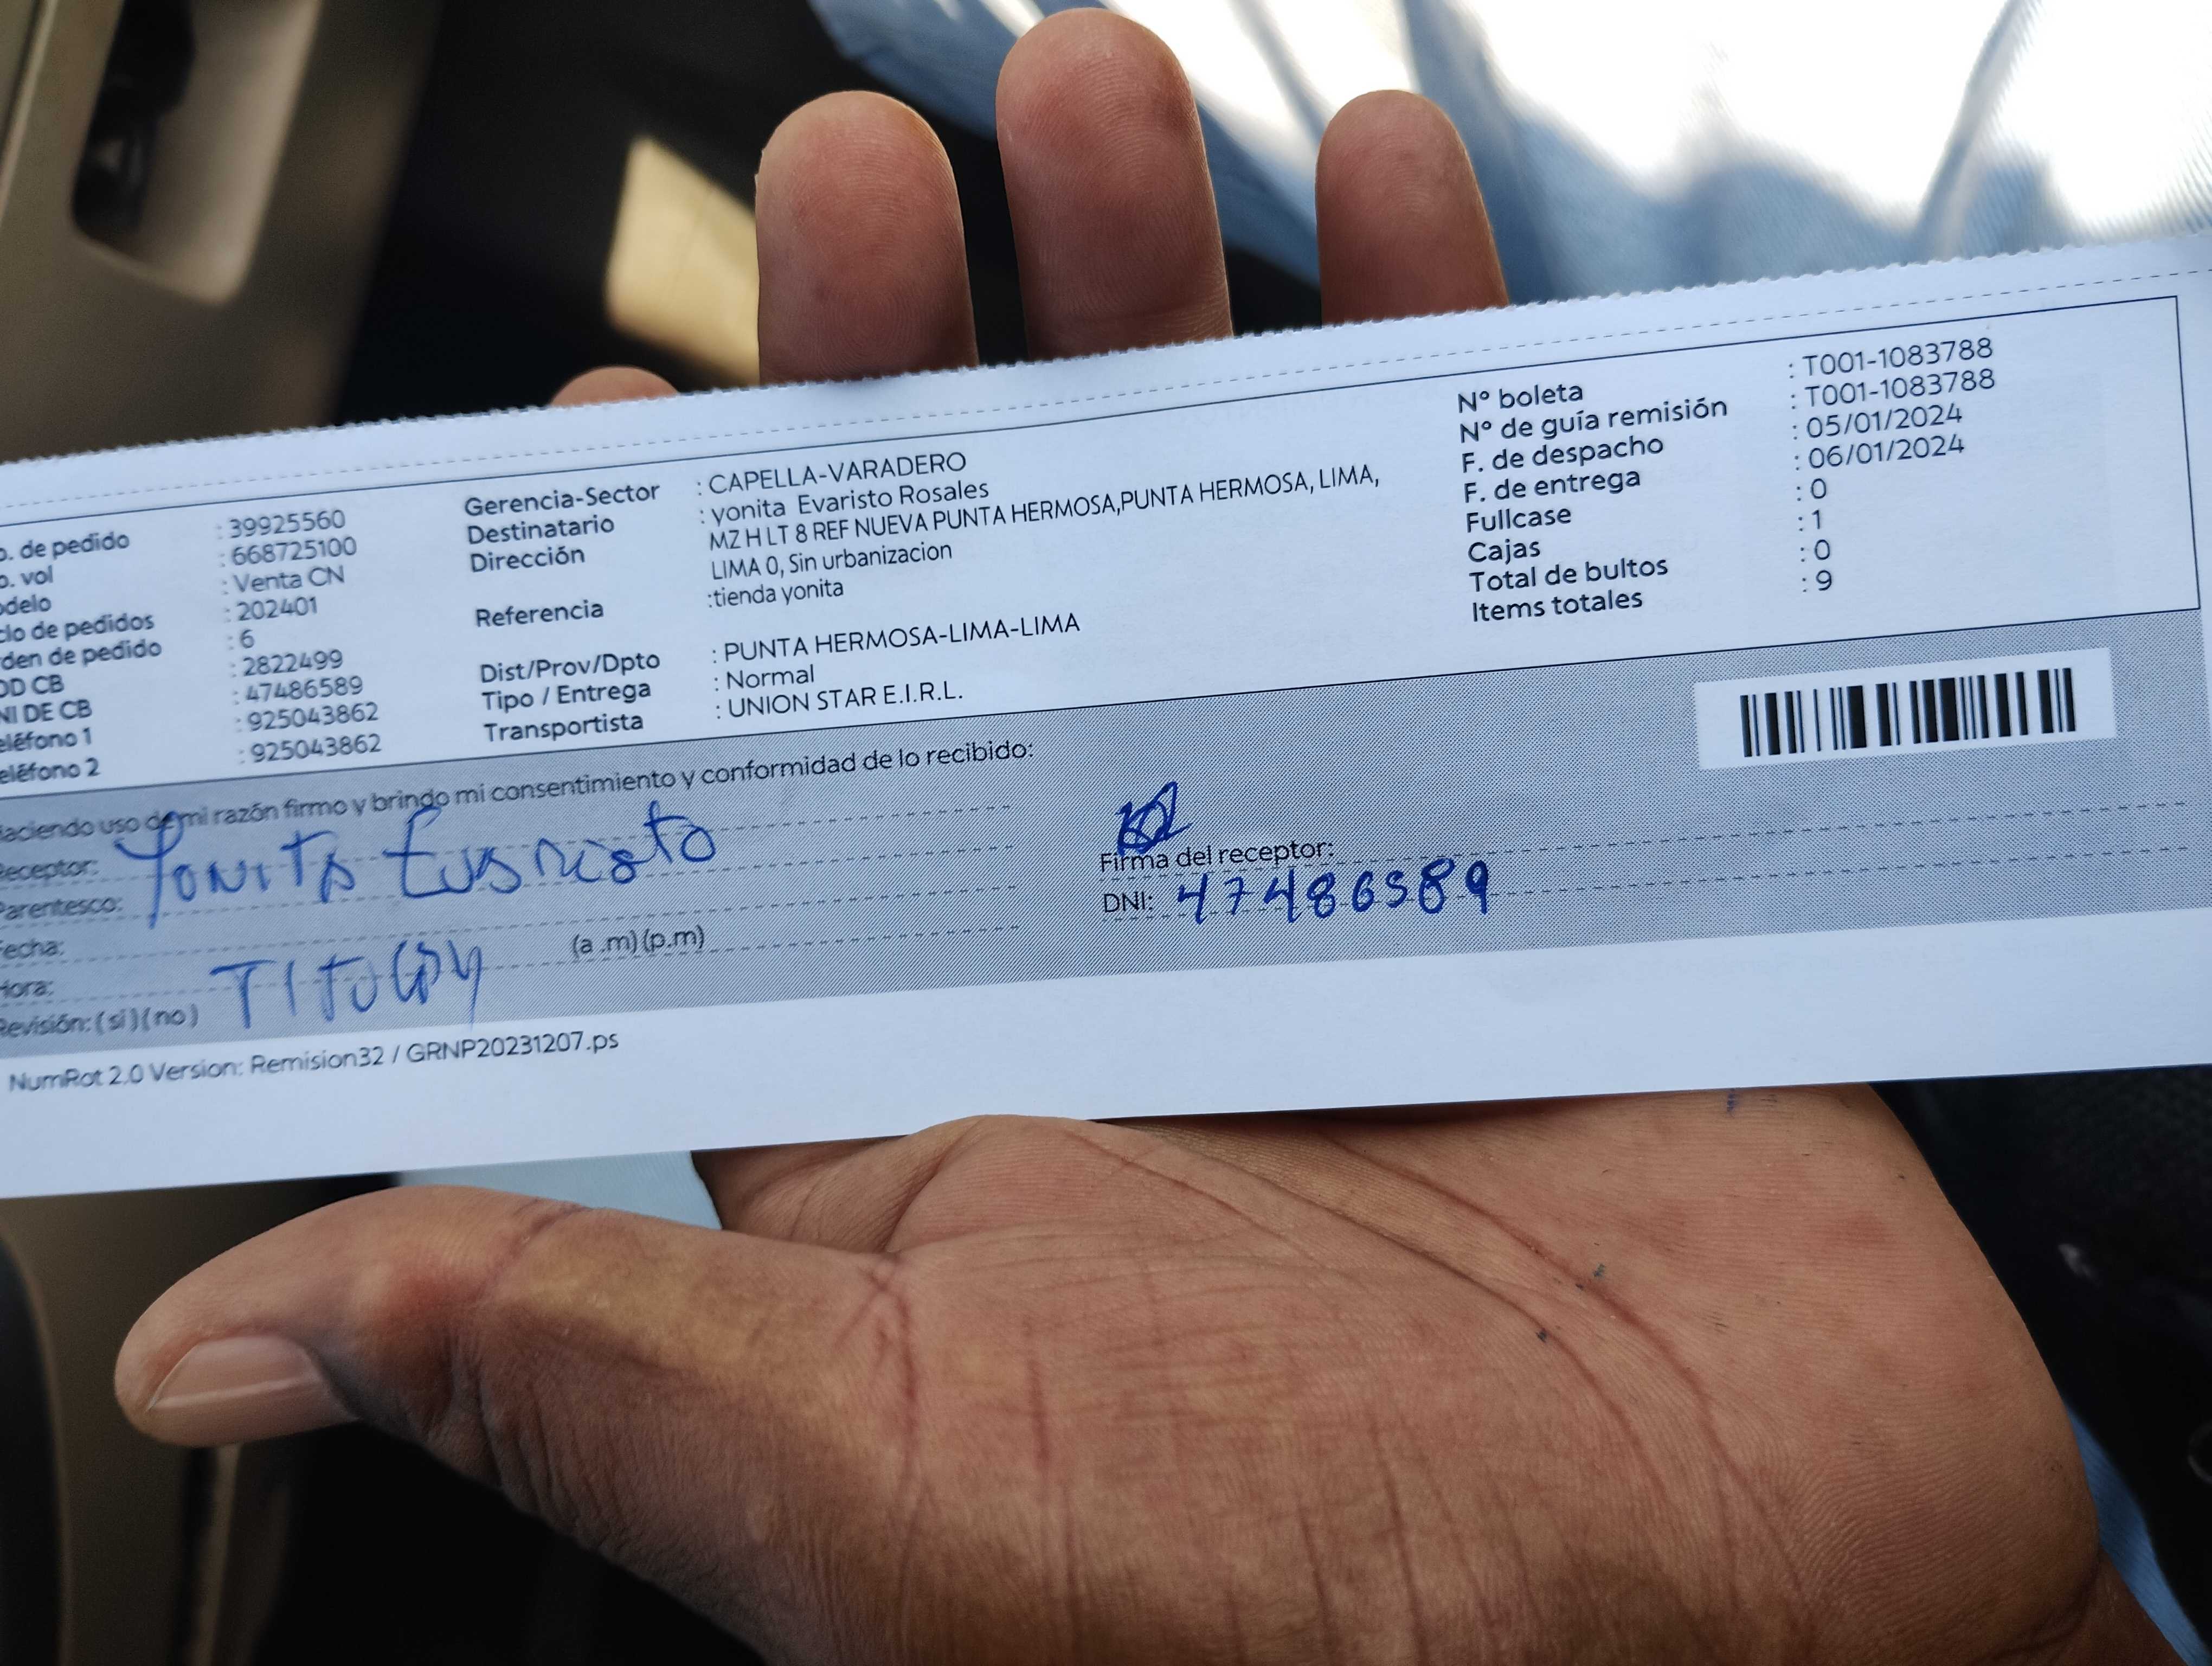 o. de pedido : 39925560
o. vol : 668725100
odelo : Venta CN
clo de pedidos : 202401
den de pedido : 6
OD CB : 2822499
NI DE CB : 47486589
eléfono 1 : 925043862
eléfono 2 : 925043862
Gerencia-Sector : CAPELLA-VARADERO
Destinatario : yonita Evaristo Rosales
Dirección MZ H LT 8 REF NUEVA PUNTA HERMOSA,PUNTA HERMOSA, LIMA,
LIMA 0, Sin urbanizacion
Referencia :tienda yonita
Dist/Prov/Dpto : PUNTA HERMOSA-LIMA-LIMA
Tipo / Entrega : Normal
Transportista : UNION STAR E.I.R.L.
N° boleta : T001-1083788
N° de guía remisión : T001-1083788
F. de despacho : 05/01/2024
F. de entrega : 06/01/2024
Fullcase : 0
Cajas : 1
Total de bultos : 0
Items totales : 9
Haciendo uso de mi razón firmo y brindo mi consentimiento y conformidad de lo recibido:
Receptor: Yonita Evaristo
Parentesco:
Fecha:
Hora: (a .m)(p.m)
Revisión: (si)(no)
Firma del receptor:
DNI: 47486589
NumRot 2.0 Version: Remision32 / GRNP20231207.ps